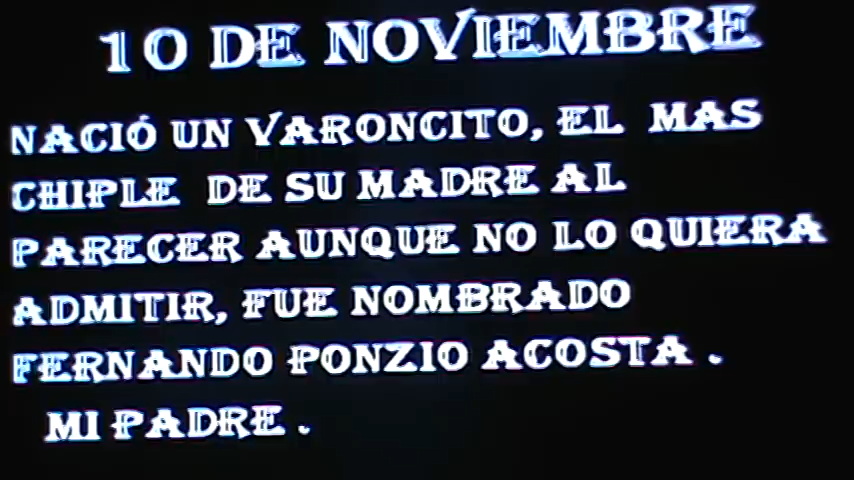 10 DE NOVIEMBRE
NACIÓ UN VARONCITO, EL MAS
CHIPLE DE SU MADRE AL
PARECER AUNQUE NO LO QUIERA
ADMITIR, FUE NOMBRADO
FERNANDO PONZIO ACOSTA .
MI PADRE .